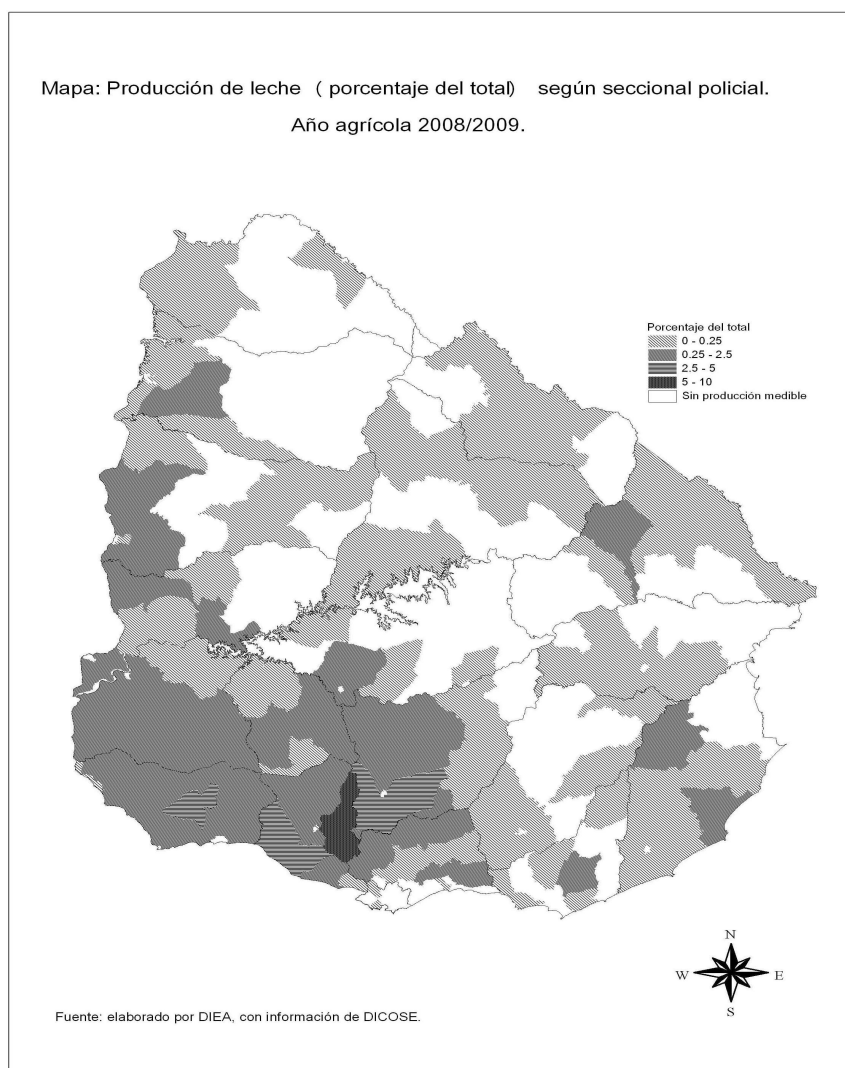 Mapa: Producción de leche ( porcentaje del total) según seccional policial.
Año agrícola 2008/2009.
Porcentaje del total
0 - 0.25
0.25 - 2.5
2.5 - 5
5 - 10
Sin producción medible
N
W E
S
Fuente: elaborado por DIEA, con información de DICOSE.